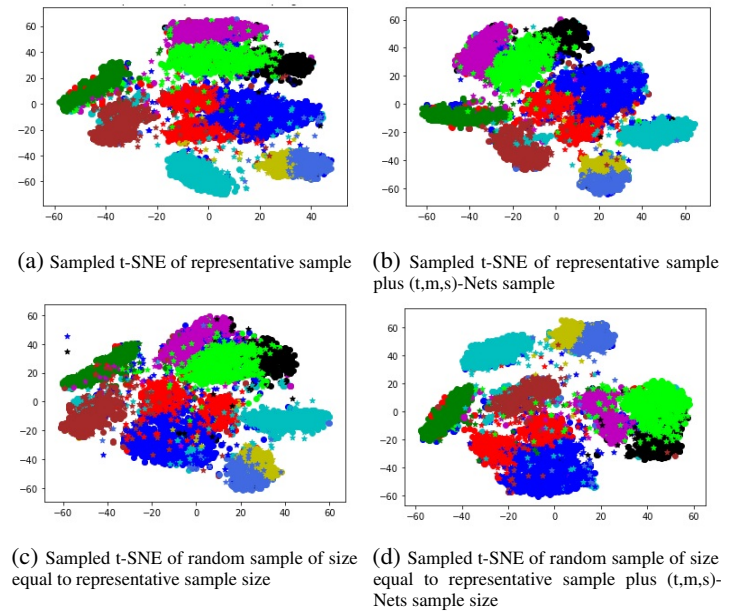 60
40
20
0
−20
−40
−60
−60 −40 −20 0 20 40
60
40
20
0
−20
−40
−60
−60 −40 −20 0 20 40 60
(a) Sampled t-SNE of representative sample
(b) Sampled t-SNE of representative sample
plus (t,m,s)-Nets sample
60
40
20
0
−20
−40
−60
−60 −40 −20 0 20 40 60
60
40
20
0
−20
−40
−60
−60 −40 −20 0 20 40 60
(c) Sampled t-SNE of random sample of size
equal to representative sample size
(d) Sampled t-SNE of random sample of size
equal to representative sample plus (t,m,s)-
Nets sample size